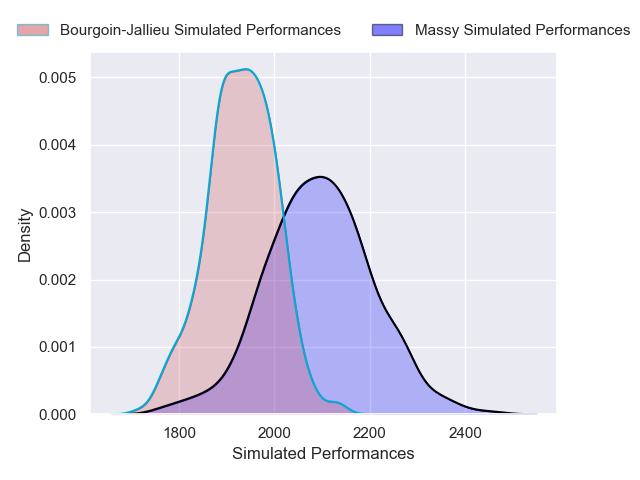 Bourgoin-Jallieu Simulated Performances
Massy Simulated Performances
0.005
0.004
0.003
0.002
0.001
0.000
Density
1800 2000 2200 2400
Simulated Performances